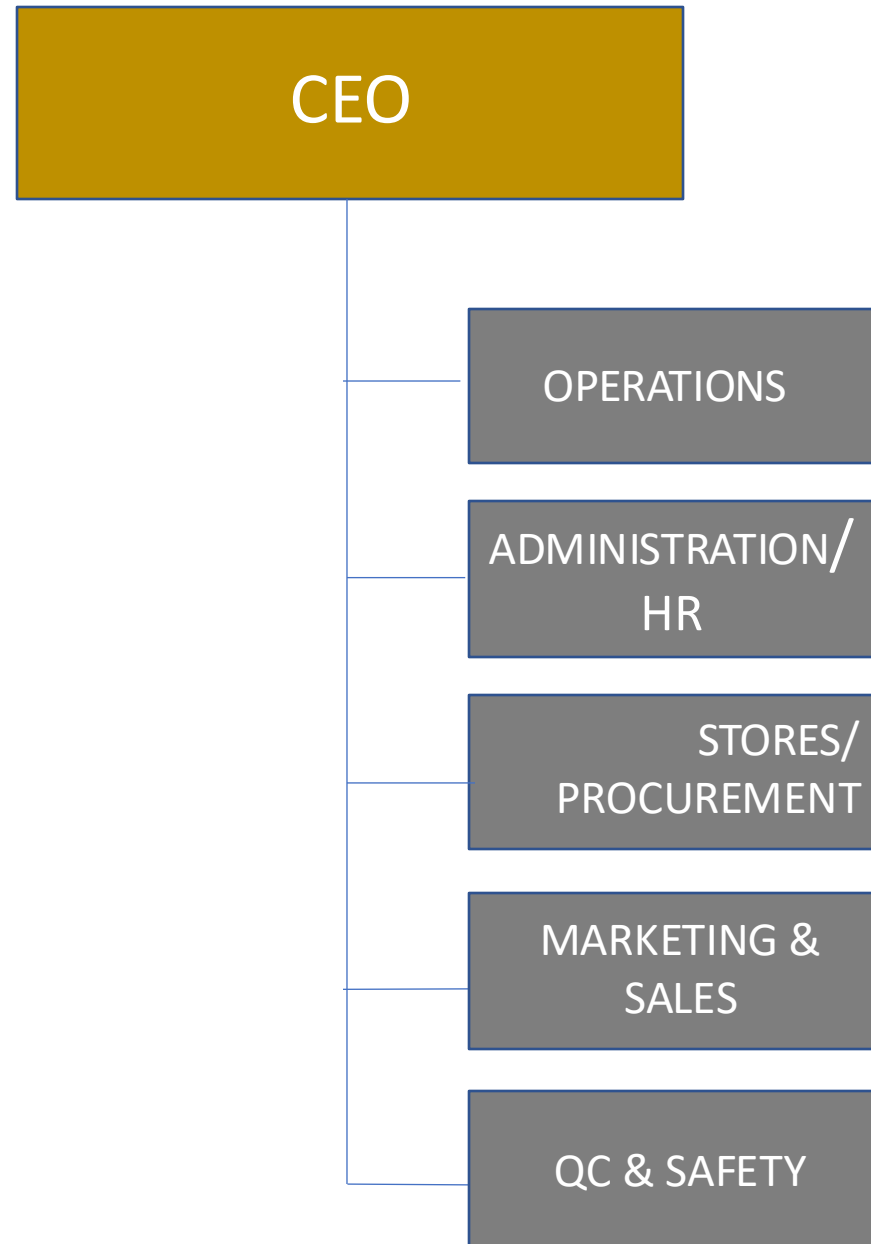 CEO
OPERATIONS
ADMINISTRATION/
HR
STORES/
PROCUREMENT
MARKETING &
SALES
QC & SAFETY